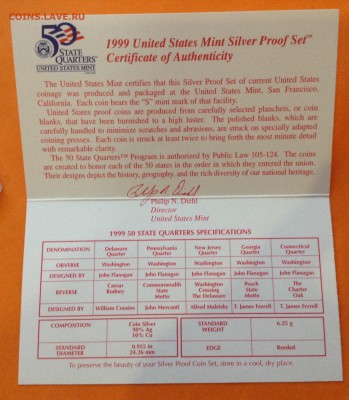 COINS.LAVE.RU
50 STATE QUARTERS
UNITED STATES MINT
1999 United States Mint Silver Proof Set™
Certificate of Authenticity
The United States Mint certifies that this Silver Proof Set of current United States
coinage was produced and packaged at the United States Mint, San Francisco,
California. Each coin bears the "S" mint mark of that facility.
United States proof coins are produced from carefully selected planchets, or coin
blanks, that have been burnished to a high luster. The polished blanks, which are
carefully handled to minimize scratches and abrasions, are struck on specially adapted
coining presses. Each coin is struck at least twice to bring forth the most minute detail
with remarkable clarity.
The 50 State Quarters™ Program is authorized by Public Law 105-124. The coins
are created to honor each of the 50 states in the order in which they entered the union.
Their designs depict the history, geography, and the rich diversity of our national heritage.
Philip N. Diehl
Director
United States Mint
1999 50 STATE QUARTERS SPECIFICATIONS
DENOMINATION Delaware Quarter Pennsylvania Quarter New Jersey Quarter Georgia Quarter Connecticut Quarter
OBVERSE Washington Washington Washington Washington Washington
DESIGNED BY John Flanagan John Flanagan John Flanagan John Flanagan John Flanagan
REVERSE Caesar Rodney Commonwealth State Motto Washington Crossing The Delaware Peach State Motto The Charter Oak
DESIGNED BY William Cousins John Mercanti Alfred Maletsky T. James Ferrell T. James Ferrell
COMPOSITION Coin Silver 90% Ag 10% Cu STANDARD WEIGHT 6.25 g
STANDARD DIAMETER 0.955 in 24.26 mm EDGE Reeded
To preserve the beauty of your Silver Proof Coin Set, store in a cool, dry place.